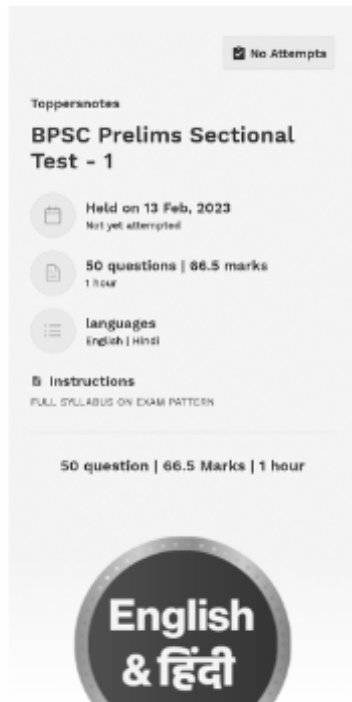 No Attempts
Toppersnotes
BPSC Prelims Sectional
Test - 1
Held on 13 Feb, 2023
Not yet attempted
50 questions | 66.5 marks
1 hour
languages
English | Hindi
Instructions
FULL SYLLABUS ON EXAM PATTERN
50 question | 66.5 Marks | 1 hour
English
& हिंदी